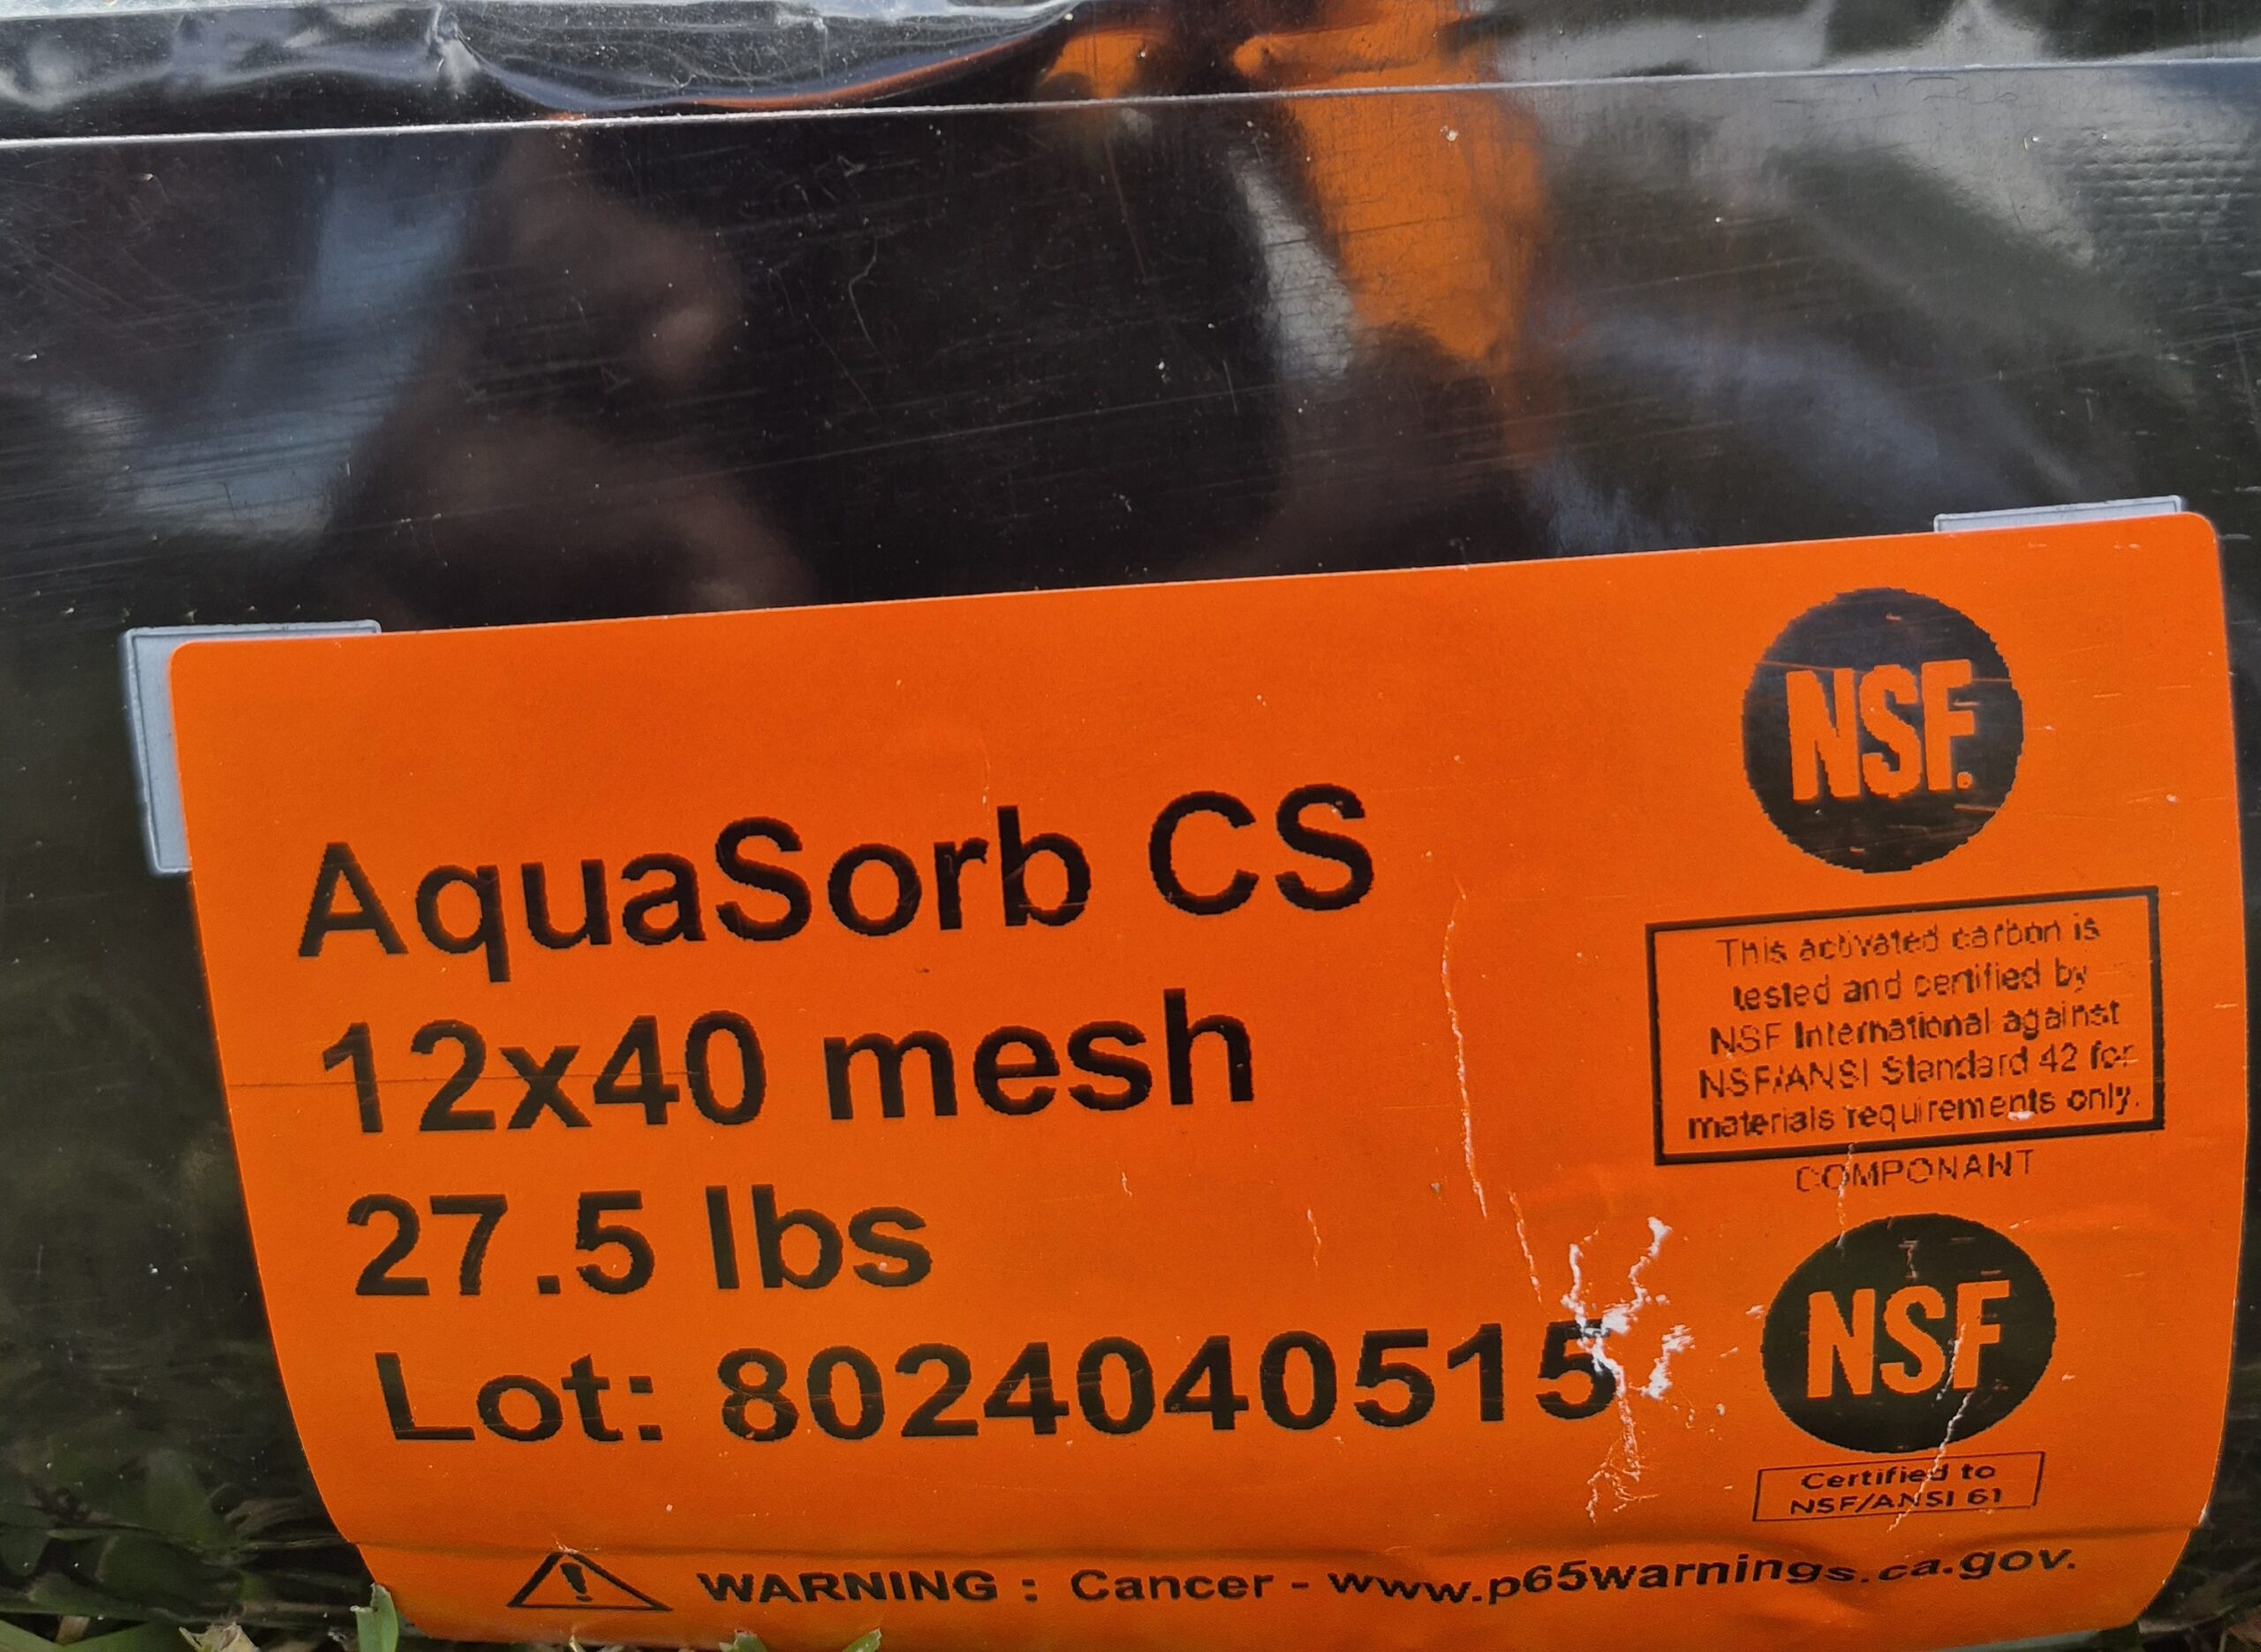 NSF.
AquaSorb CS
12x40 mesh
27.5 lbs
Lot: 8024040515
This activated carbon is
tested and certified by
NSF International against
NSF/ANSI Standard 42 for
materials requirements only.
COMPONANT
NSF
Certified to
NSF/ANSI 61
WARNING : Cancer - www.p65warnings.ca.gov.